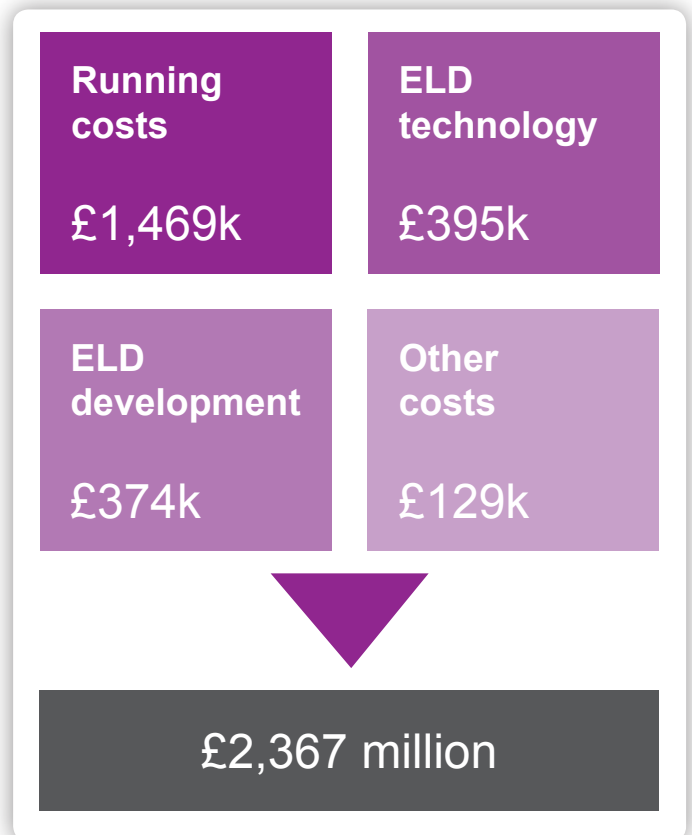 Running
costs
£1,469k
ELD
technology
£395k
ELD
development
£374k
Other
costs
£129k
£2,367 million